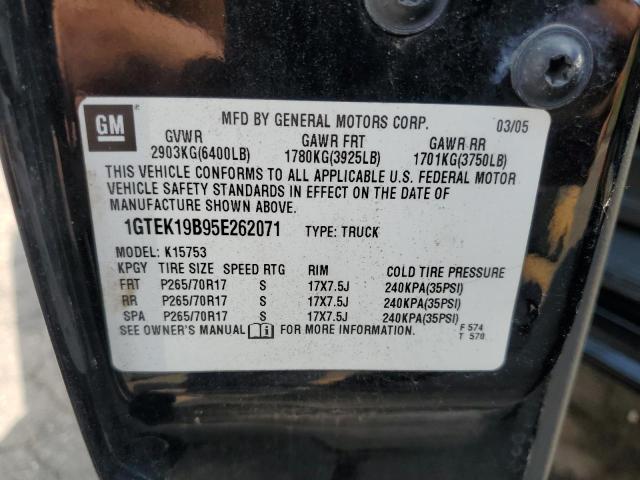 GM MFD BY GENERAL MOTORS CORP. 03/05
GVWR GAWR FRT GAWR RR
2903KG(6400LB) 1780KG(3925LB) 1701KG(3750LB)
THIS VEHICLE CONFORMS TO ALL APPLICABLE U.S. FEDERAL MOTOR
VEHICLE SAFETY STANDARDS IN EFFECT ON THE DATE OF
MANUFACTURE SHOWN ABOVE.
1GTEK19B95E262071 TYPE: TRUCK
MODEL: K15753
KPGY TIRE SIZE SPEED RTG RIM COLD TIRE PRESSURE
FRT P265/70R17 S 17X7.5J 240KPA(35PSI)
RR P265/70R17 S 17X7.5J 240KPA(35PSI)
SPA P265/70R17 S 17X7.5J 240KPA(35PSI)
SEE OWNER'S MANUAL FOR MORE INFORMATION. F 574
T 570